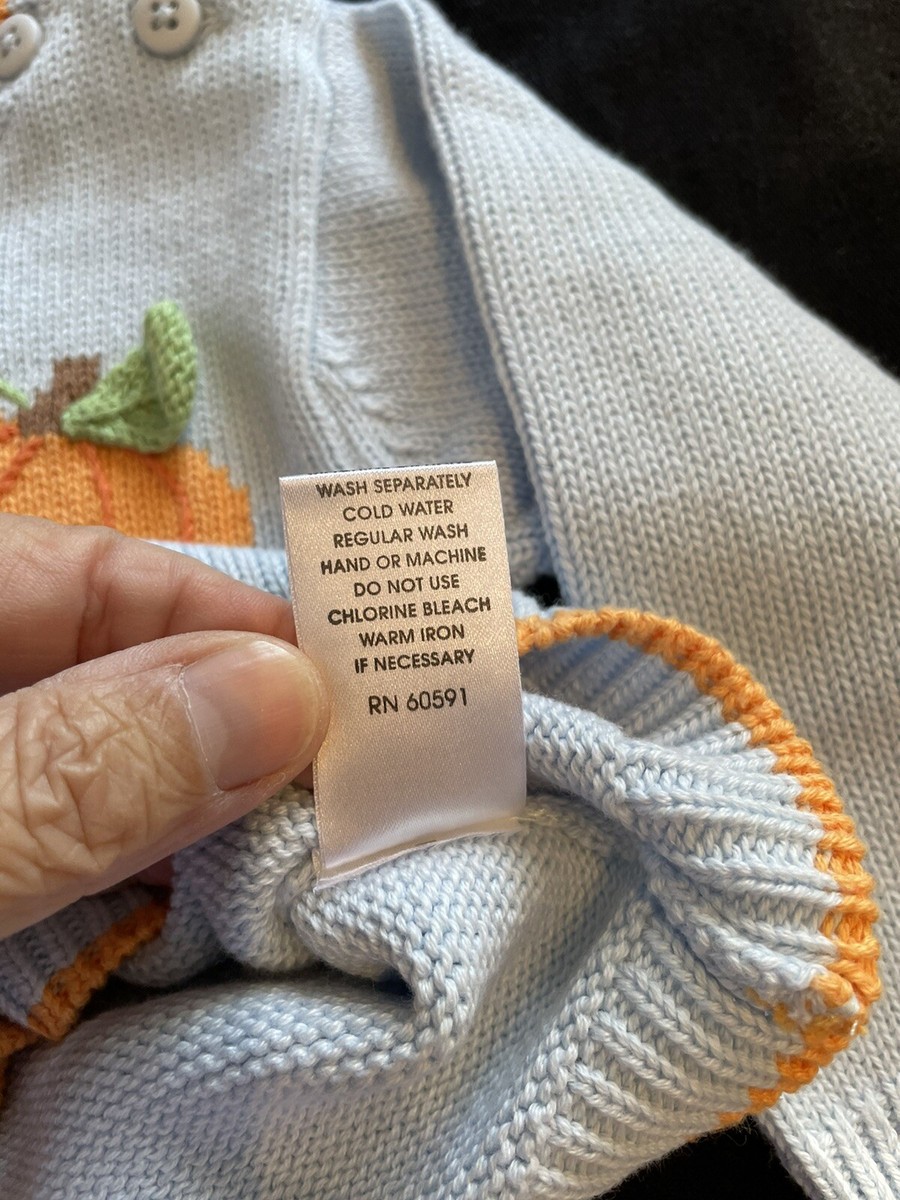 WASH SEPARATELY
COLD WATER
REGULAR WASH
HAND OR MACHINE
DO NOT USE
CHLORINE BLEACH
WARM IRON
IF NECESSARY
RN 60591